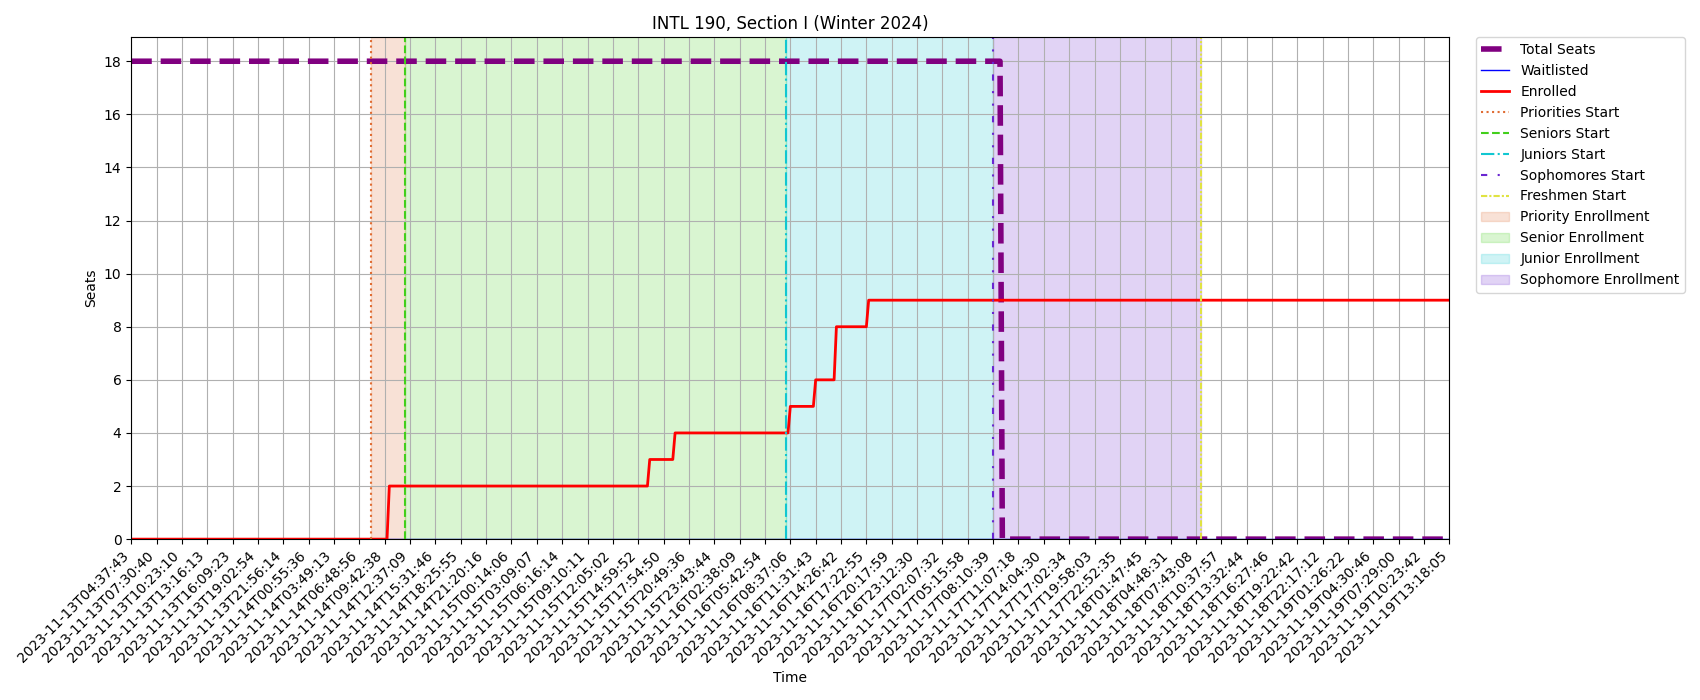 INTL 190, Section I (Winter 2024)
Seats
18
16
14
12
10
8
6
4
2
0
2023-11-13T04:37:43
2023-11-13T07:30:40
2023-11-13T10:23:10
2023-11-13T13:16:13
2023-11-13T16:09:23
2023-11-13T19:02:54
2023-11-13T21:56:14
2023-11-14T00:55:36
2023-11-14T03:49:13
2023-11-14T06:48:56
2023-11-14T09:42:38
2023-11-14T12:37:09
2023-11-14T15:31:46
2023-11-14T18:25:55
2023-11-14T21:20:16
2023-11-15T00:14:06
2023-11-15T03:09:07
2023-11-15T06:16:14
2023-11-15T09:10:11
2023-11-15T12:05:02
2023-11-15T14:59:52
2023-11-15T17:54:50
2023-11-15T20:49:36
2023-11-15T23:43:44
2023-11-16T02:38:09
2023-11-16T05:42:54
2023-11-16T08:37:06
2023-11-16T11:31:43
2023-11-16T14:26:42
2023-11-16T17:22:55
2023-11-16T20:17:59
2023-11-16T23:12:30
2023-11-17T02:07:32
2023-11-17T05:15:58
2023-11-17T08:10:39
2023-11-17T11:07:18
2023-11-17T14:04:30
2023-11-17T17:02:34
2023-11-17T19:58:03
2023-11-17T22:52:35
2023-11-18T01:47:45
2023-11-18T04:48:31
2023-11-18T07:43:08
2023-11-18T10:37:57
2023-11-18T13:32:44
2023-11-18T16:27:46
2023-11-18T19:22:42
2023-11-18T22:17:12
2023-11-19T01:26:22
2023-11-19T04:30:46
2023-11-19T07:29:00
2023-11-19T10:23:42
2023-11-19T13:18:05
Time
Total Seats
Waitlisted
Enrolled
Priorities Start
Seniors Start
Juniors Start
Sophomores Start
Freshmen Start
Priority Enrollment
Senior Enrollment
Junior Enrollment
Sophomore Enrollment